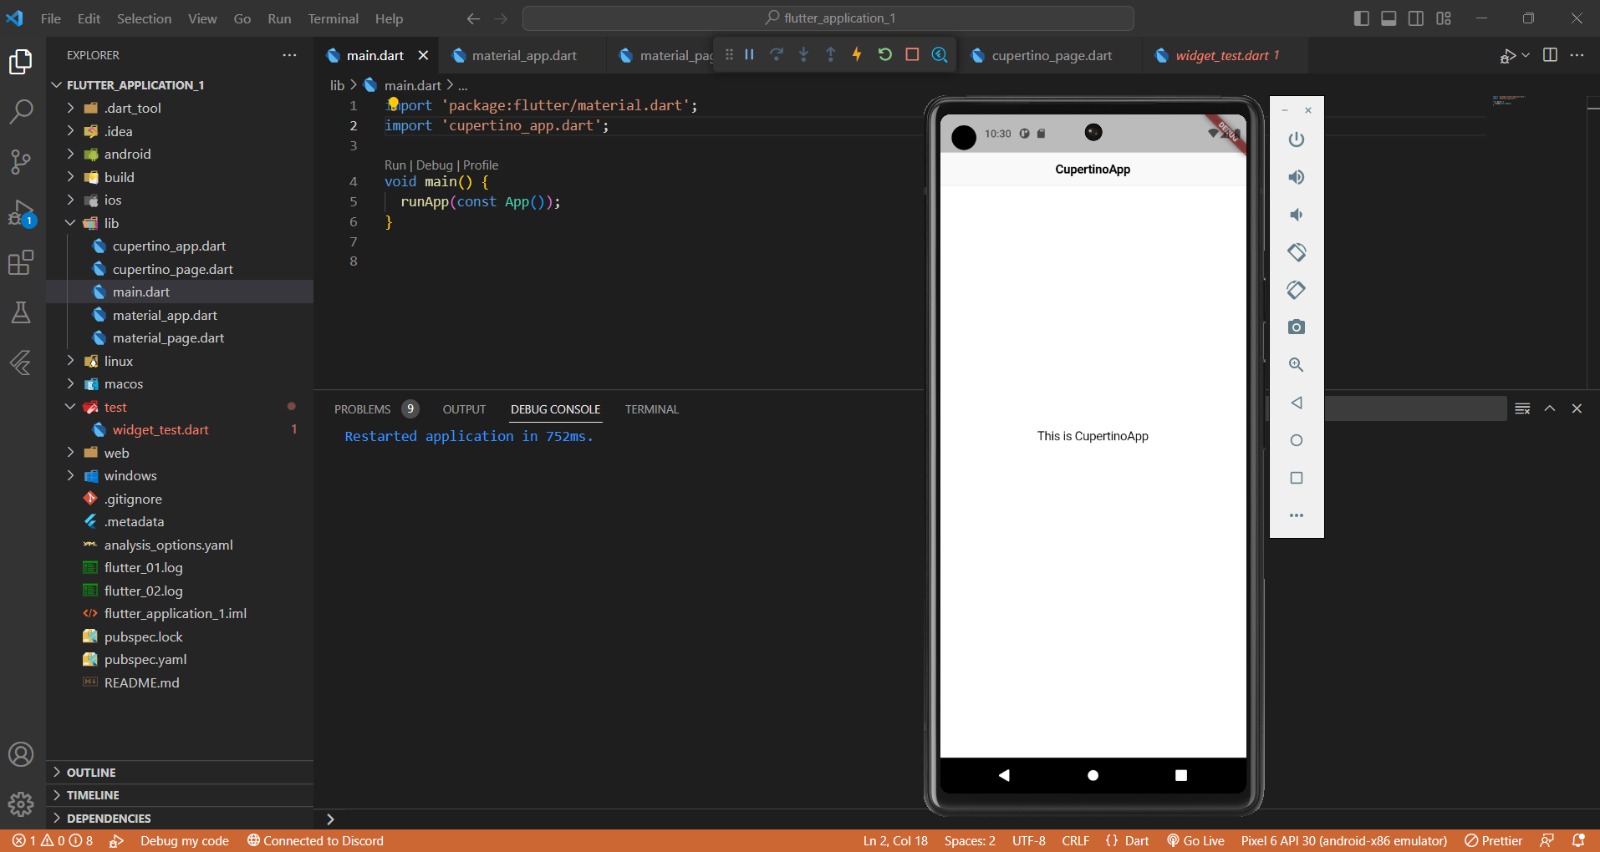 File Edit Selection View Go Run Terminal Help
flutter_application_1
EXPLORER
FLUTTER_APPLICATION_1
.dart_tool
.idea
android
build
ios
lib
cupertino_app.dart
cupertino_page.dart
main.dart
material_app.dart
material_page.dart
linux
macos
test
widget_test.dart 1
web
windows
.gitignore
.metadata
analysis_options.yaml
flutter_01.log
flutter_02.log
flutter_application_1.iml
pubspec.lock
pubspec.yaml
README.md
OUTLINE
TIMELINE
DEPENDENCIES
1
main.dart material_app.dart material_pag cupertino_page.dart widget_test.dart 1
lib > main.dart > ...
1 import 'package:flutter/material.dart';
2 import 'cupertino_app.dart';
3
Run | Debug | Profile
4 void main() {
5 runApp(const App());
6 }
7
8
PROBLEMS 9 OUTPUT DEBUG CONSOLE TERMINAL
Restarted application in 752ms.
10:30
DEBUG
CupertinoApp
This is CupertinoApp
1 0 8 Debug my code Connected to Discord Ln 2, Col 18 Spaces: 2 UTF-8 CRLF {} Dart Go Live Pixel 6 API 30 (android-x86 emulator) Prettier